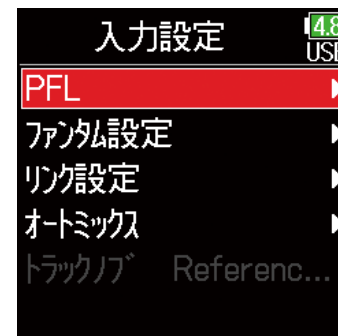 入力設定
4.8
USB
PFL
ファンタム設定
リンク設定
オートミックス
トラックノブ Referenc...